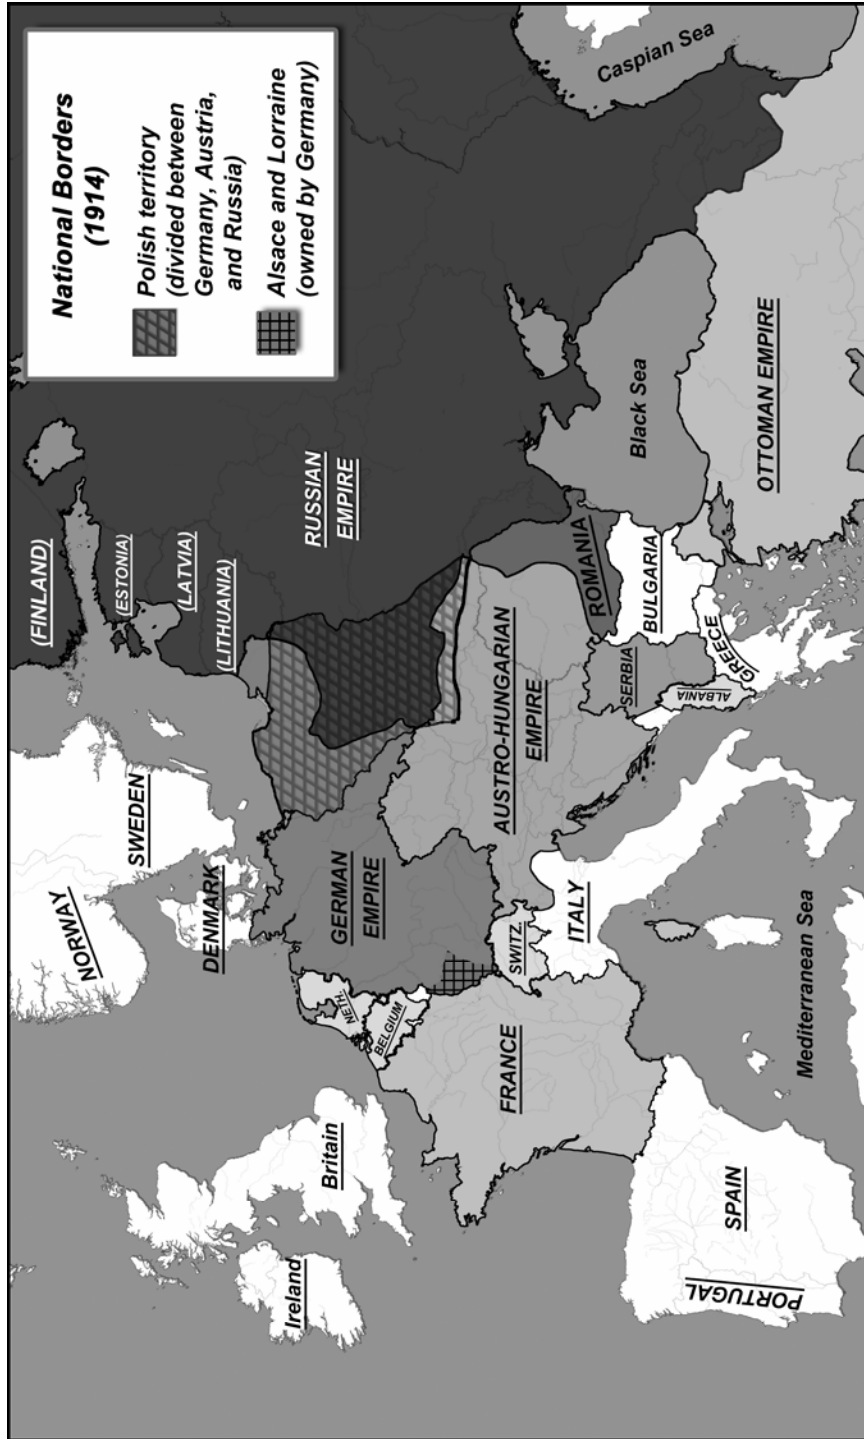 National Borders
(1914)
Polish territory
(divided between
Germany, Austria,
and Russia)
Alsace and Lorraine
(owned by Germany)
NORWAY
SWEDEN
(FINLAND)
(ESTONIA)
(LATVIA)
(LITHUANIA)
DENMARK
RUSSIAN
EMPIRE
Ireland
Britain
NETH.
BELGIUM
GERMAN
EMPIRE
FRANCE
SWITZ.
AUSTRO-HUNGARIAN
EMPIRE
ITALY
ROMANIA
SERBIA
BULGARIA
ALBANIA
GREECE
Black Sea
Caspian Sea
OTTOMAN EMPIRE
PORTUGAL
SPAIN
Mediterranean Sea